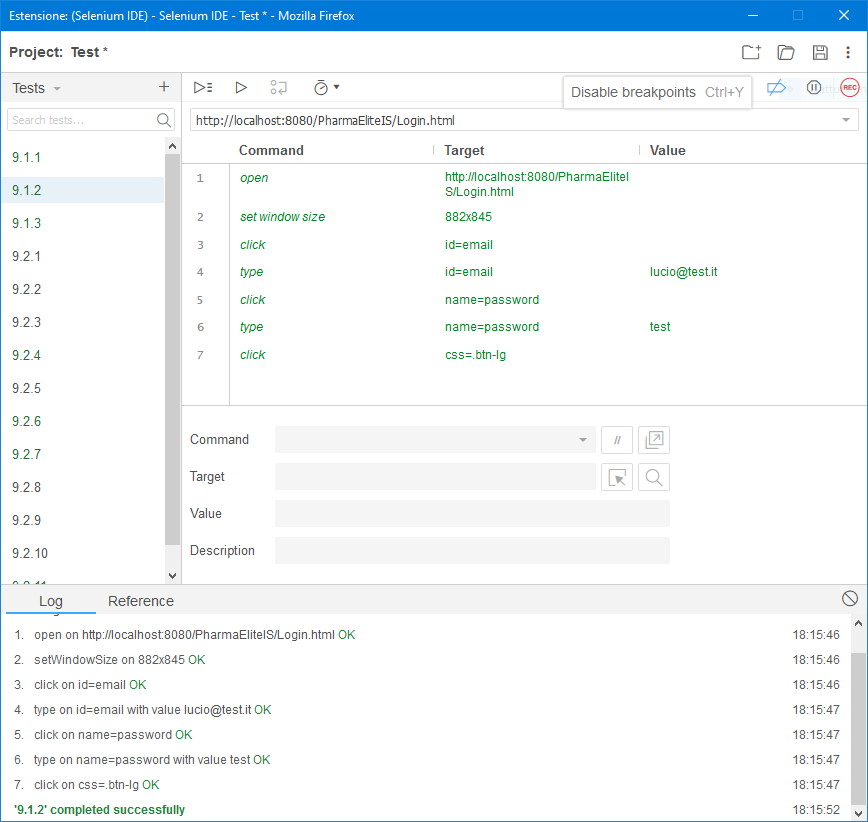 Estensione: (Selenium IDE) - Selenium IDE - Test * - Mozilla Firefox
Project: Test *
Tests
Disable breakpoints Ctrl+Y
REC
Search tests...
http://localhost:8080/PharmaEliteIS/Login.html
Command Target Value
9.1.1
9.1.2
9.1.3
9.2.1
9.2.2
9.2.3
9.2.4
9.2.5
9.2.6
9.2.7
9.2.8
9.2.9
9.2.10
9.2.11
1 open http://localhost:8080/PharmaEliteI
S/Login.html
2 set window size 882x845
3 click id=email
4 type id=email lucio@test.it
5 click name=password
6 type name=password test
7 click css=.btn-lg
Command //
Target
Value
Description
Log Reference
1. open on http://localhost:8080/PharmaEliteIS/Login.html OK 18:15:46
2. setWindowSize on 882x845 OK 18:15:46
3. click on id=email OK 18:15:46
4. type on id=email with value lucio@test.it OK 18:15:47
5. click on name=password OK 18:15:47
6. type on name=password with value test OK 18:15:47
7. click on css=.btn-lg OK 18:15:47
'9.1.2' completed successfully 18:15:52